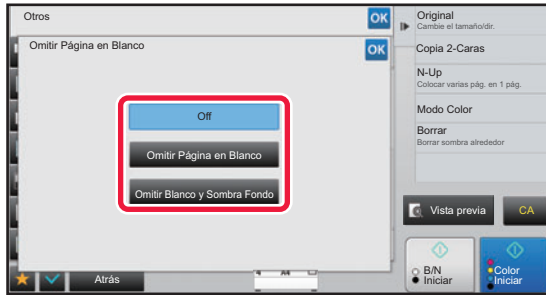 Otros
OK
Omitir Página en Blanco
OK
Off
Omitir Página en Blanco
Omitir Blanco y Sombra Fondo
Atrás
A4
Original
Cambie el tamaño/dir.
Copia 2-Caras
N-Up
Colocar varias pág. en 1 pág.
Modo Color
Borrar
Borrar sombra alrededor
Vista previa
CA
B/N
Iniciar
Color
Iniciar